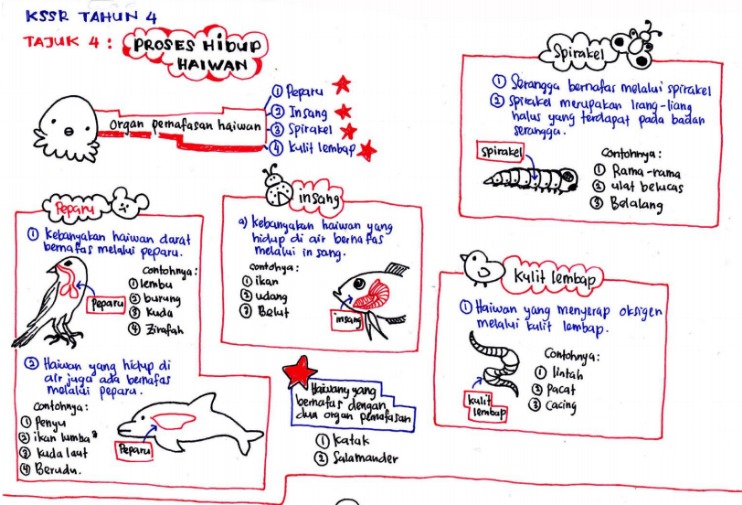 KSSR TAHUN 4
TAJUK 4 : PROSES HIDUP
HAIWAN
Organ pernafasan haiwan
① Peparu
② Insang
③ Spirakel
④ Kulit lembap
Spirakel
① Serangga bernafas melalui spirakel
② Spirakel merupakan liang-liang
halus yang terdapat pada badan
serangga.
spirakel
Contohnya :
① Rama-rama
② ulat beluncas
③ Belalang
Peparu
① Kebanyakan haiwan darat
bernafas melalui peparu.
Peparu
Contohnya :
① lembu
② burung
③ kuda
④ Zirafah
② Haiwan yang hidup di
air juga ada bernafas
melalui peparu.
Contohnya :
① Penyu
② ikan lumba²
③ kuda laut
④ Berudu.
Peparu
insang
a) Kebanyakan haiwan yang
hidup di air bernafas
melalui insang.
contohnya :
① ikan
② udang
③ Belut
insang
Kulit lembap
① Haiwan yang menyerap oksigen
melalui kulit lembap.
kulit
lembap
Contohnya :
① lintah
② pacat
③ cacing
Haiwany yang
bernafas dengan
dua organ pernafasan
① Katak
② Salamander